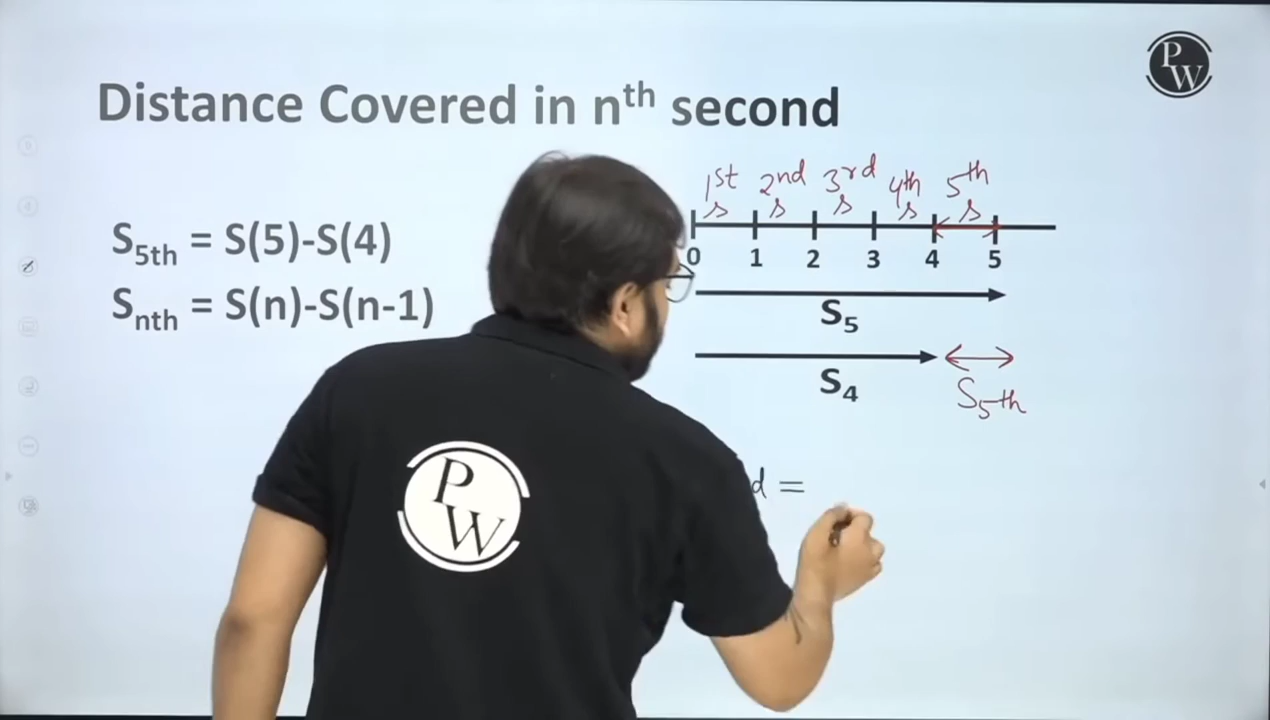 P
W
Distance Covered in nth second
1st 2nd 3rd 4th 5th
s s s s s
0 1 2 3 4 5
S5th = S(5)-S(4)
S5
Snth = S(n)-S(n-1)
S4
S5th
d =
P
W